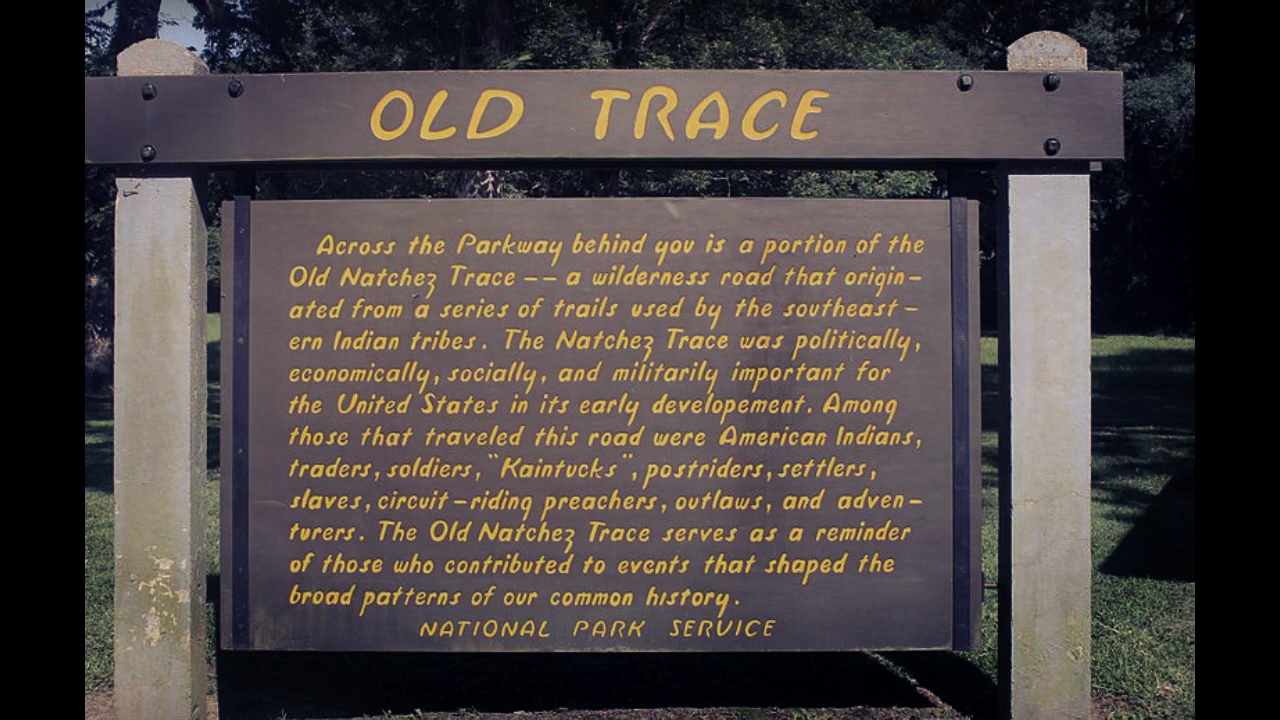 OLD TRACE
Across the Parkway behind you is a portion of the
Old Natchez Trace -- a wilderness road that origin-
ated from a series of trails used by the southeast-
ern Indian tribes. The Natchez Trace was politically,
economically, socially, and militarily important for
the United States in its early developement. Among
those that traveled this road were American Indians,
traders, soldiers, "Kaintucks", postriders, settlers,
slaves, circuit-riding preachers, outlaws, and adven-
turers. The Old Natchez Trace serves as a reminder
of those who contributed to events that shaped the
broad patterns of our common history.
NATIONAL PARK SERVICE